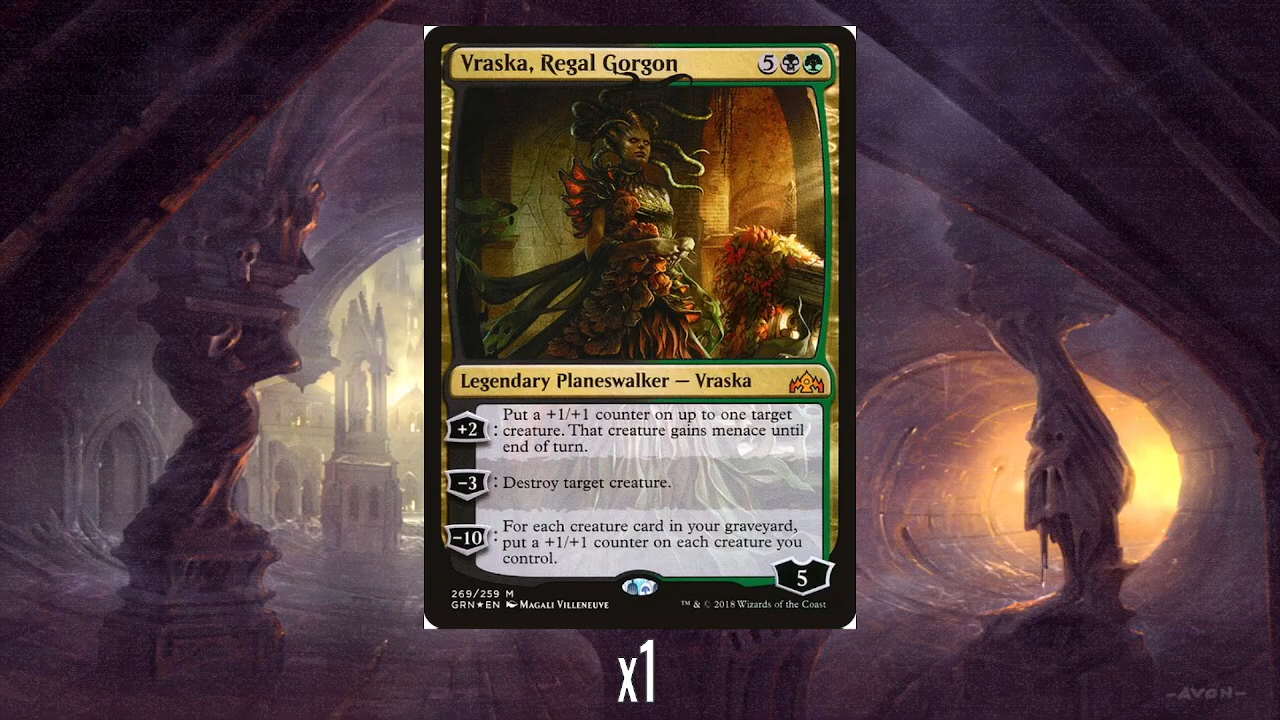 Vraska, Regal Gorgon 5
Legendary Planeswalker — Vraska
+2: Put a +1/+1 counter on up to one target
creature. That creature gains menace until
end of turn.
−3: Destroy target creature.
−10: For each creature card in your graveyard,
put a +1/+1 counter on each creature you
control.
5
269/259 M
GRN★EN Magali Villeneuve
™ & © 2018 Wizards of the Coast
x1
-AVON-